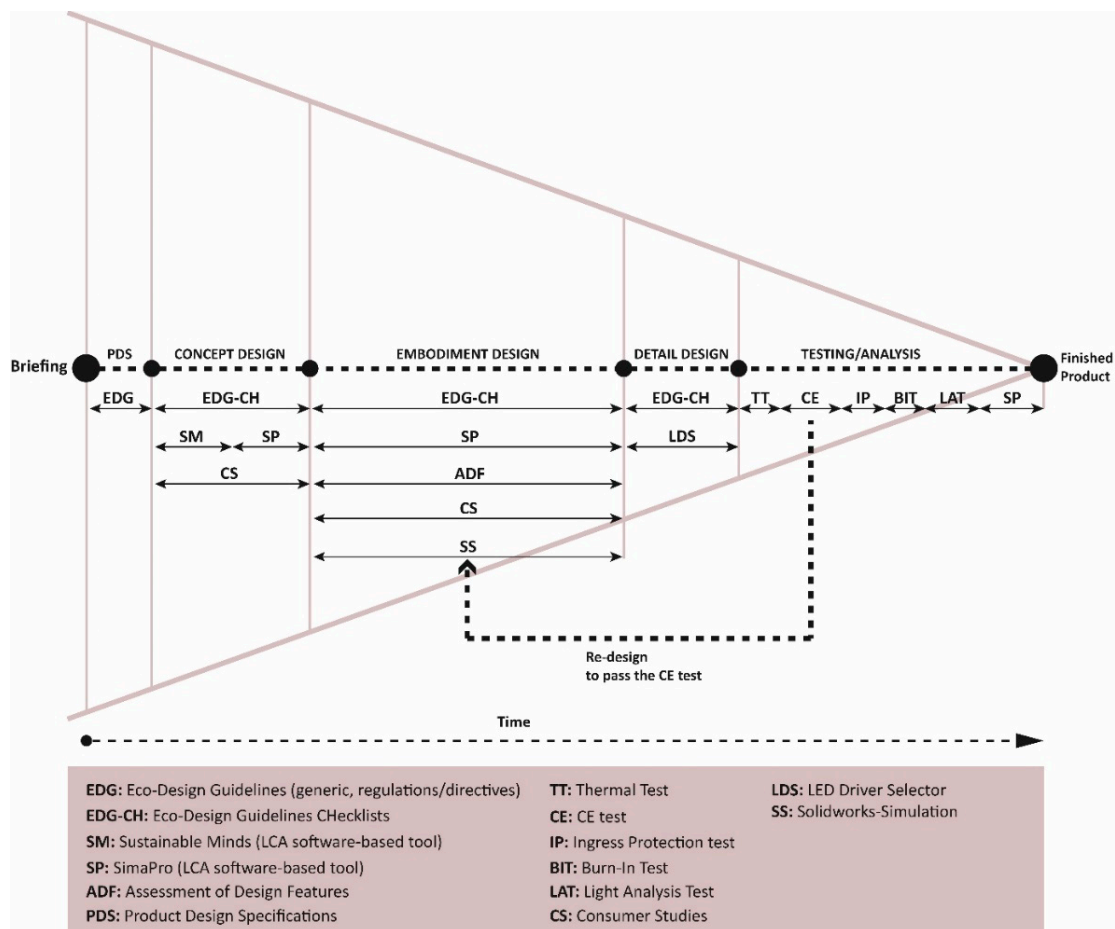 Briefing
PDS
CONCEPT DESIGN
EMBODIMENT DESIGN
DETAIL DESIGN
TESTING/ANALYSIS
Finished
Product
EDG
EDG-CH
EDG-CH
EDG-CH
TT
CE
IP
BIT
LAT
SP
SM
SP
SP
LDS
CS
ADF
CS
SS
Re-design
to pass the CE test
Time
EDG: Eco-Design Guidelines (generic, regulations/directives)
EDG-CH: Eco-Design Guidelines CHecklists
SM: Sustainable Minds (LCA software-based tool)
SP: SimaPro (LCA software-based tool)
ADF: Assessment of Design Features
PDS: Product Design Specifications
TT: Thermal Test
CE: CE test
IP: Ingress Protection test
BIT: Burn-In Test
LAT: Light Analysis Test
CS: Consumer Studies
LDS: LED Driver Selector
SS: Solidworks-Simulation